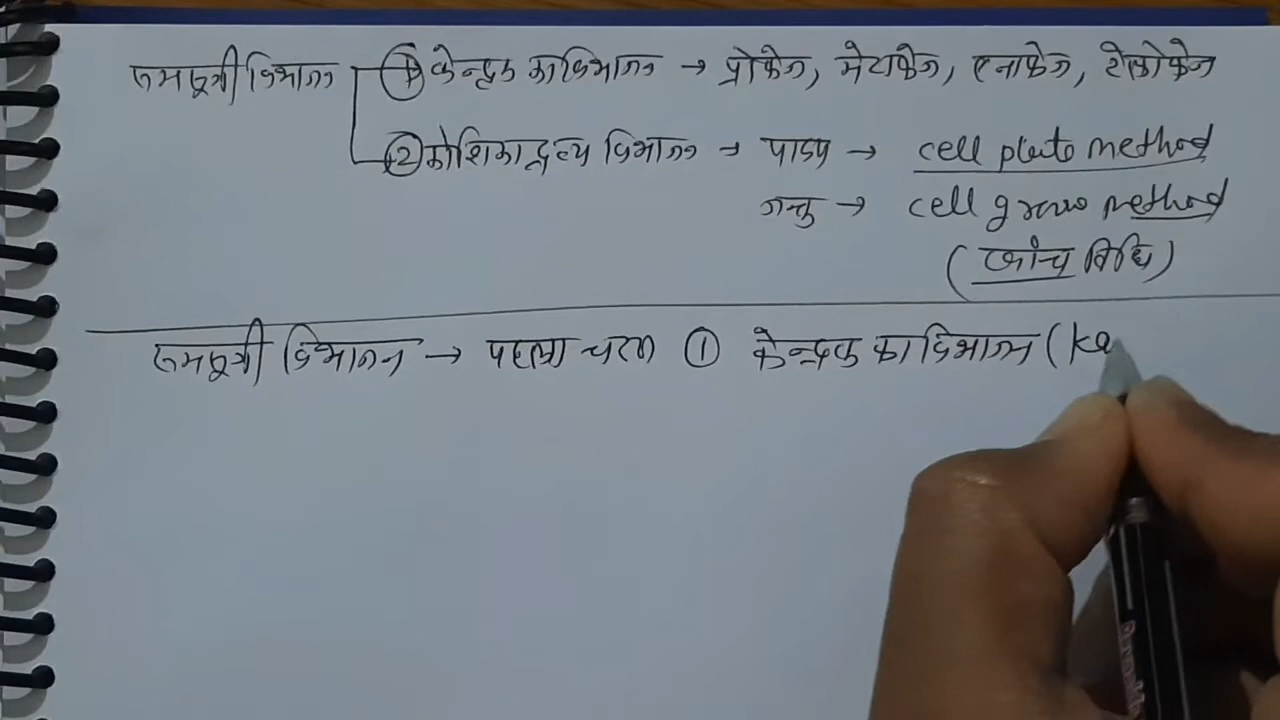 समसूत्री विभाजन ① केन्द्रक का विभाजन → प्रोफेज, मेटाफेज, एनाफेज, टेलोफेज
② कोशिकाद्रव्य विभाजन → पादप → cell plate method
जन्तु → cell grove method
(खांच विधि)
समसूत्री विभाजन → पहला चरण ① केन्द्रक का विभाजन (ka